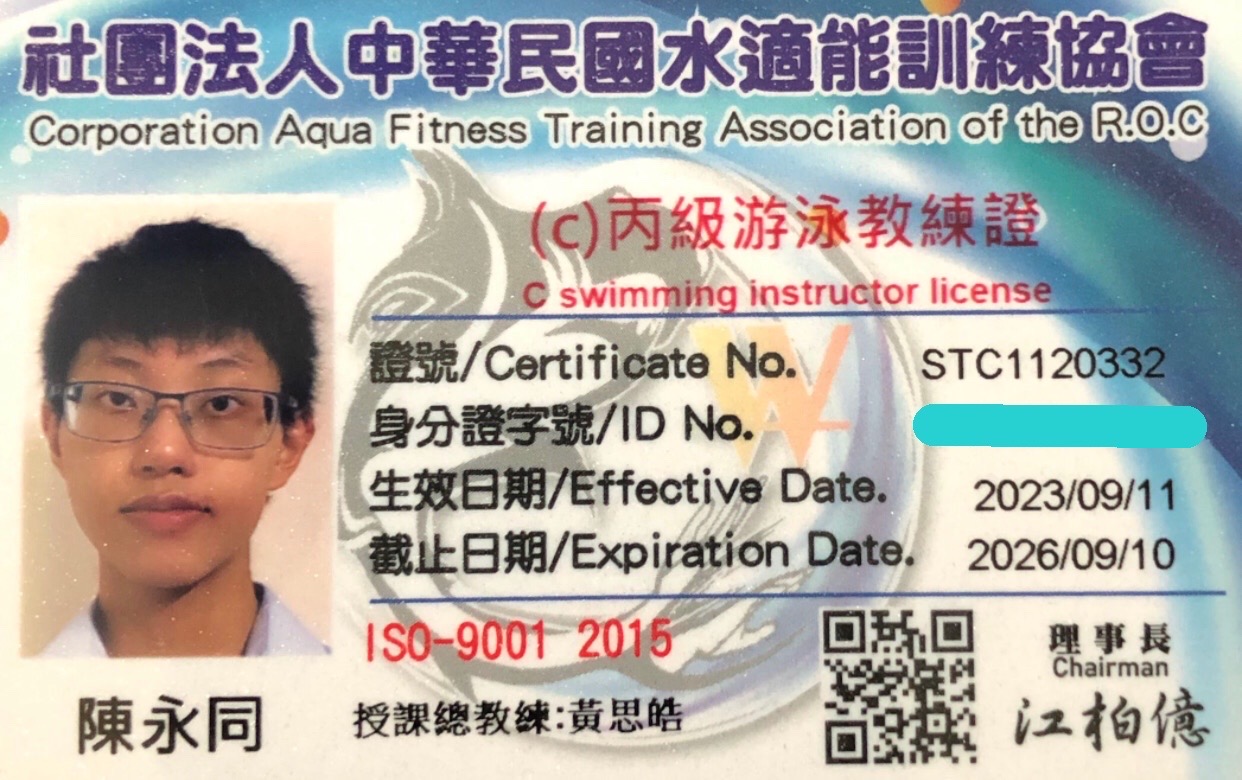 社團法人中華民國水適能訓練協會
Corporation Aqua Fitness Training Association of the R.O.C
(c)丙級游泳教練證
C swimming instructor license
證號/Certificate No. STC1120332
身分證字號/ID No.
生效日期/Effective Date. 2023/09/11
截止日期/Expiration Date. 2026/09/10
ISO-9001 2015
陳永同
授課總教練:黃思皓
理事長
Chairman
江柏億